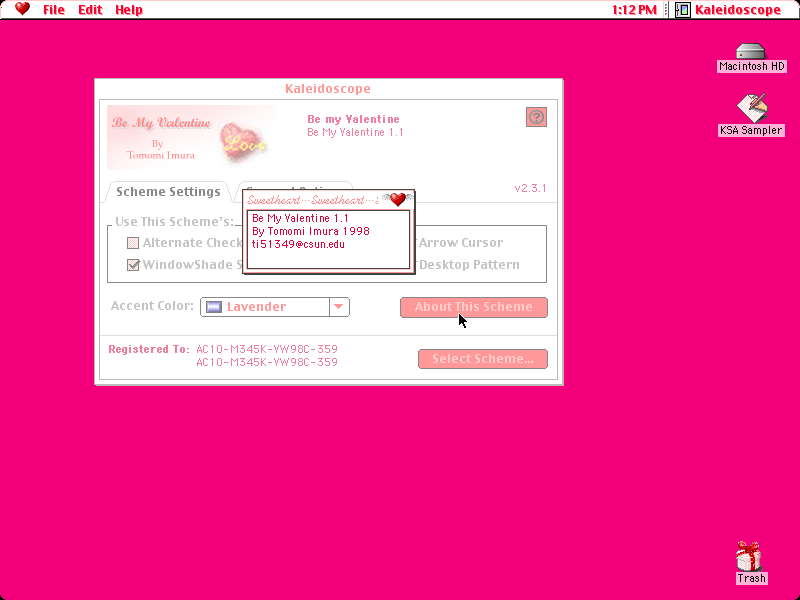 File Edit Help
1:12 PM
Kaleidoscope
Macintosh HD
KSA Sampler
Kaleidoscope
Be My Valentine
By
Tomomi Imura
Love
Be my Valentine
Be My Valentine 1.1
?
Scheme Settings
v2.3.1
Sweetheart...Sweetheart...
Be My Valentine 1.1
By Tomomi Imura 1998
ti51349@csun.edu
Use This Scheme's:
Alternate Check
Arrow Cursor
WindowShade S
Desktop Pattern
Accent Color:
Lavender
About This Scheme
Registered To: AC10-M345K-VW98C-359
AC10-M345K-VW98C-359
Select Scheme...
Trash